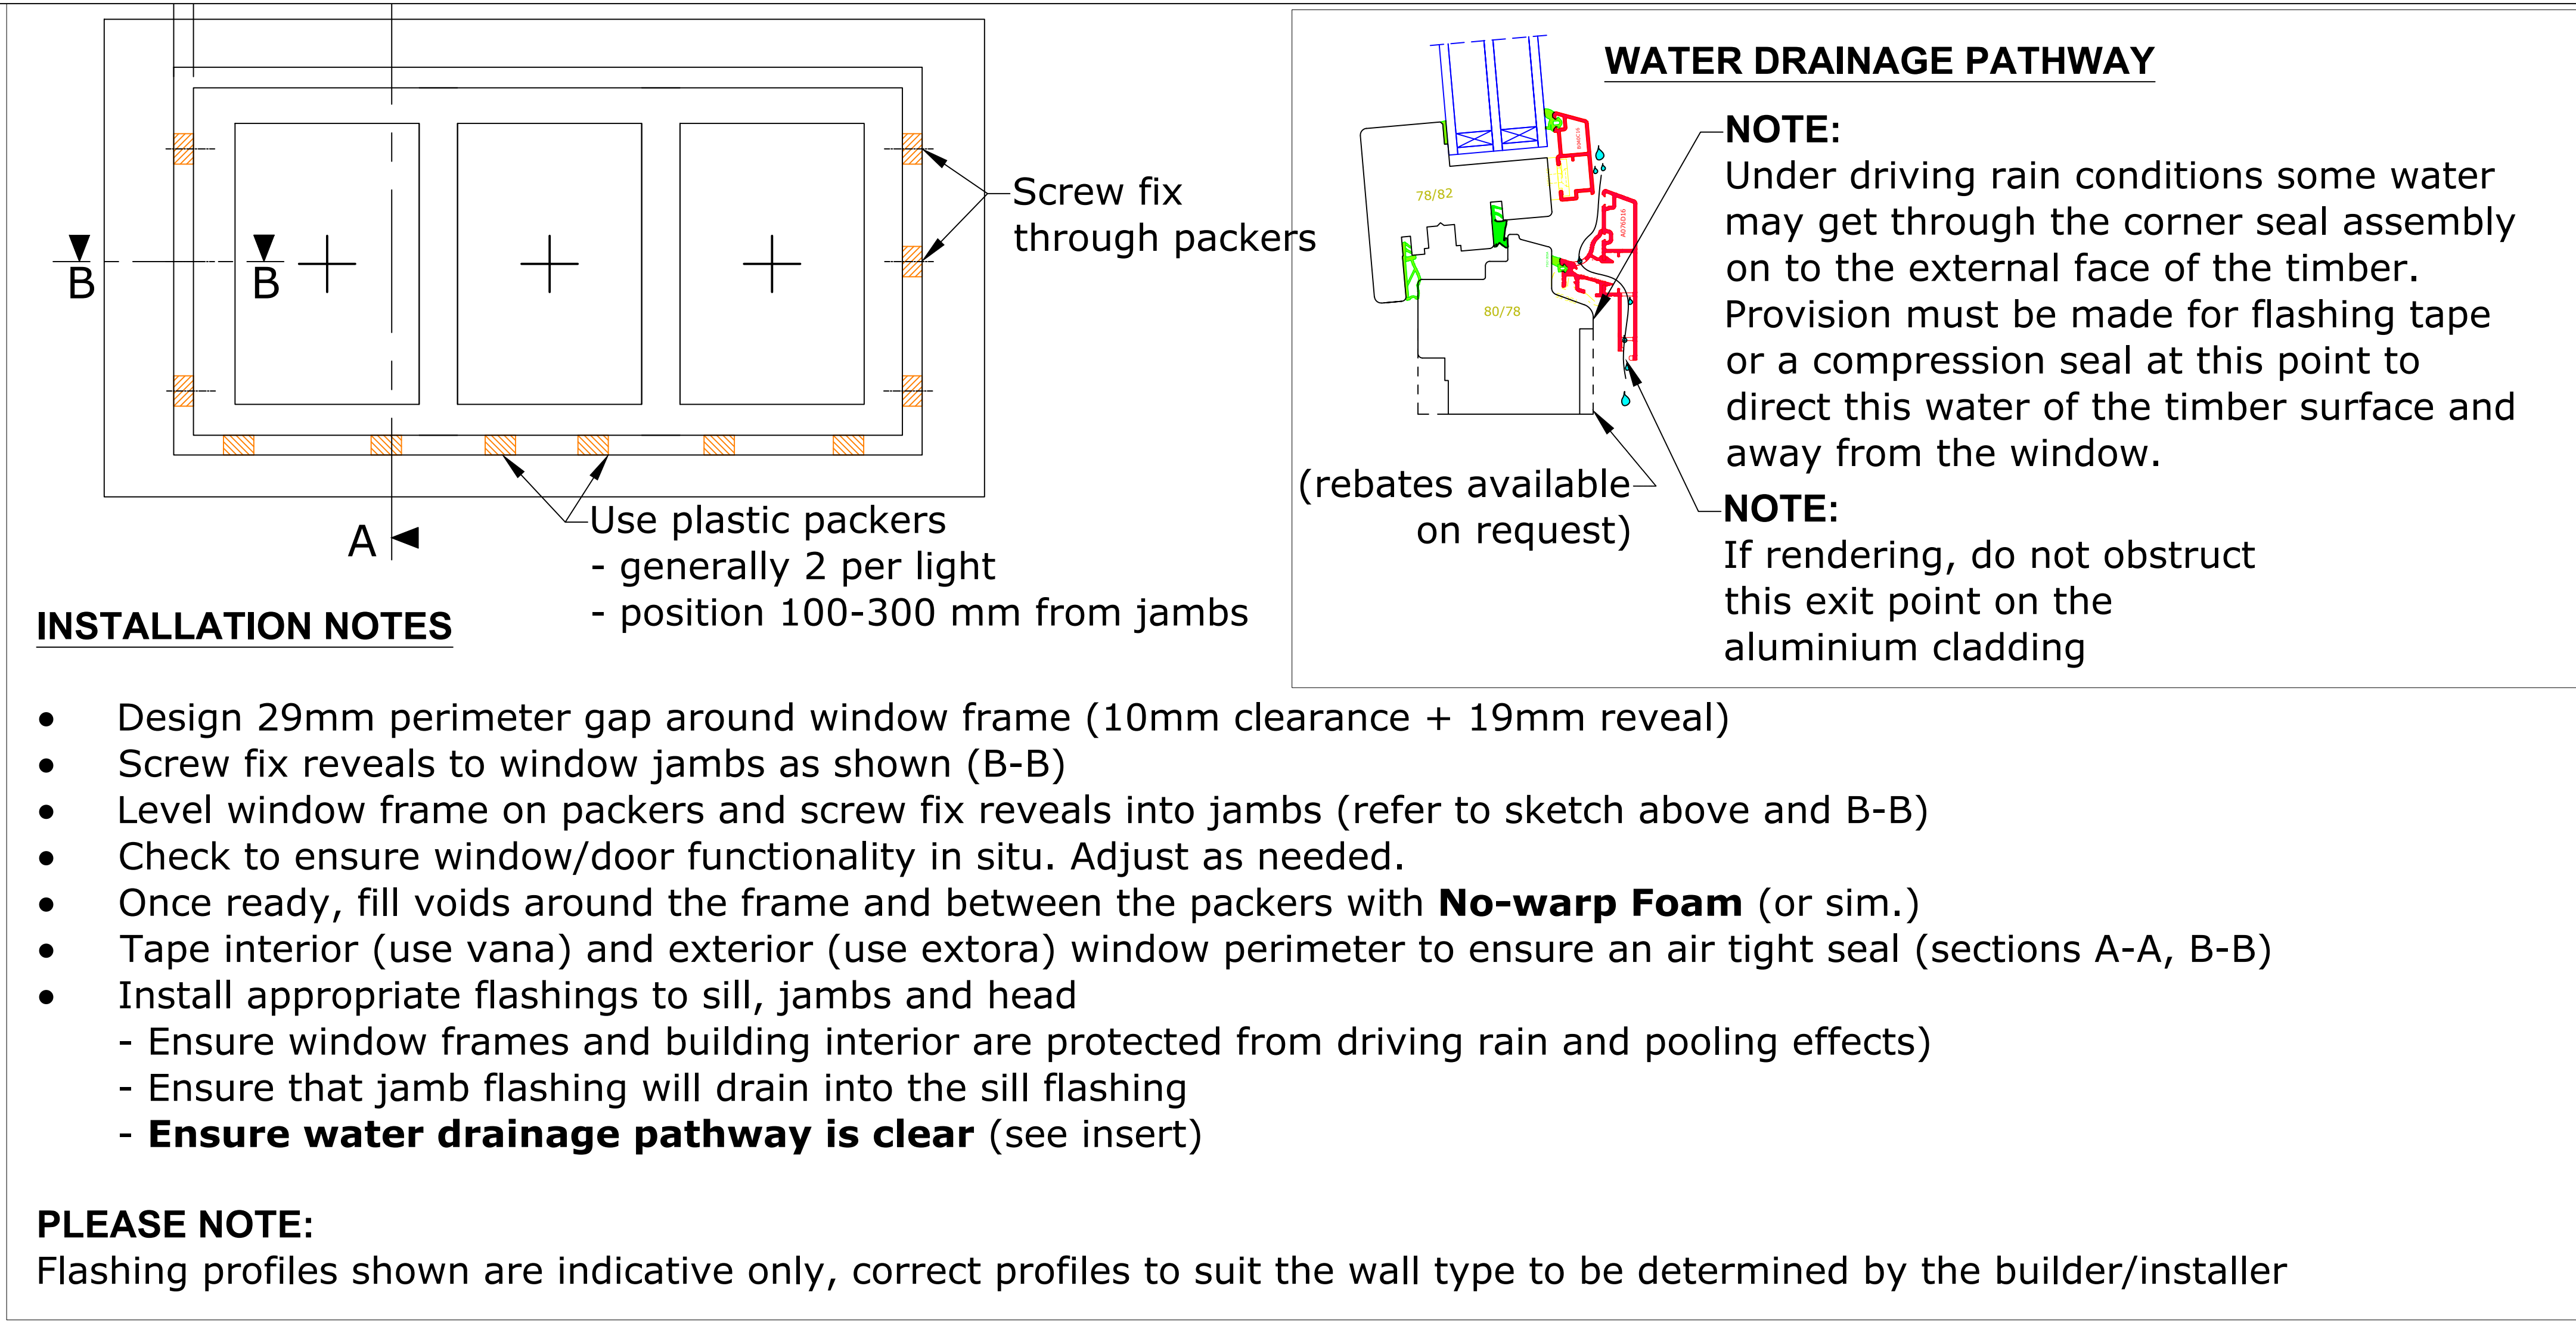 B
B
A
Screw fix
through packers
Use plastic packers
- generally 2 per light
- position 100-300 mm from jambs
WATER DRAINAGE PATHWAY
78/82
80/78
A076D16
NOTE:
Under driving rain conditions some water
may get through the corner seal assembly
on to the external face of the timber.
Provision must be made for flashing tape
or a compression seal at this point to
direct this water of the timber surface and
away from the window.
(rebates available
on request)
NOTE:
If rendering, do not obstruct
this exit point on the
aluminium cladding
INSTALLATION NOTES
• Design 29mm perimeter gap around window frame (10mm clearance + 19mm reveal)
• Screw fix reveals to window jambs as shown (B-B)
• Level window frame on packers and screw fix reveals into jambs (refer to sketch above and B-B)
• Check to ensure window/door functionality in situ. Adjust as needed.
• Once ready, fill voids around the frame and between the packers with No-warp Foam (or sim.)
• Tape interior (use vana) and exterior (use extora) window perimeter to ensure an air tight seal (sections A-A, B-B)
• Install appropriate flashings to sill, jambs and head
- Ensure window frames and building interior are protected from driving rain and pooling effects)
- Ensure that jamb flashing will drain into the sill flashing
- Ensure water drainage pathway is clear (see insert)
PLEASE NOTE:
Flashing profiles shown are indicative only, correct profiles to suit the wall type to be determined by the builder/installer